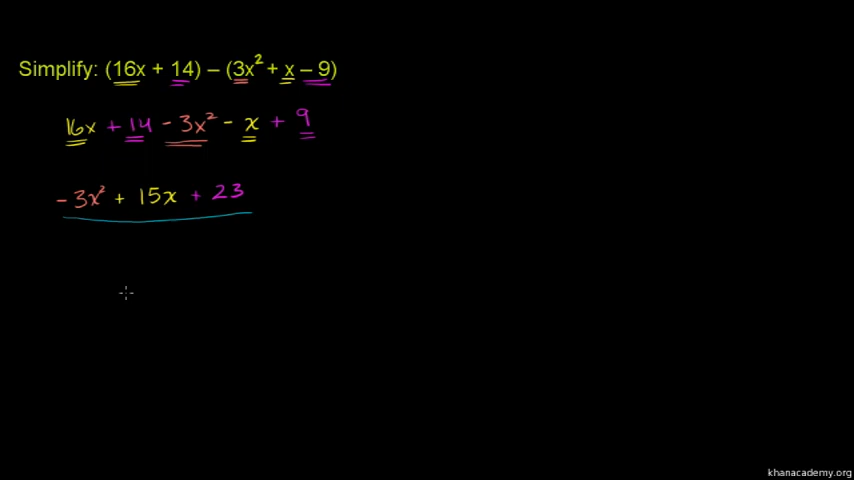 Simplify: (16x + 14) – (3x² + x – 9)
16x + 14 - 3x² - x + 9
- 3x² + 15x + 23
khanacademy.org